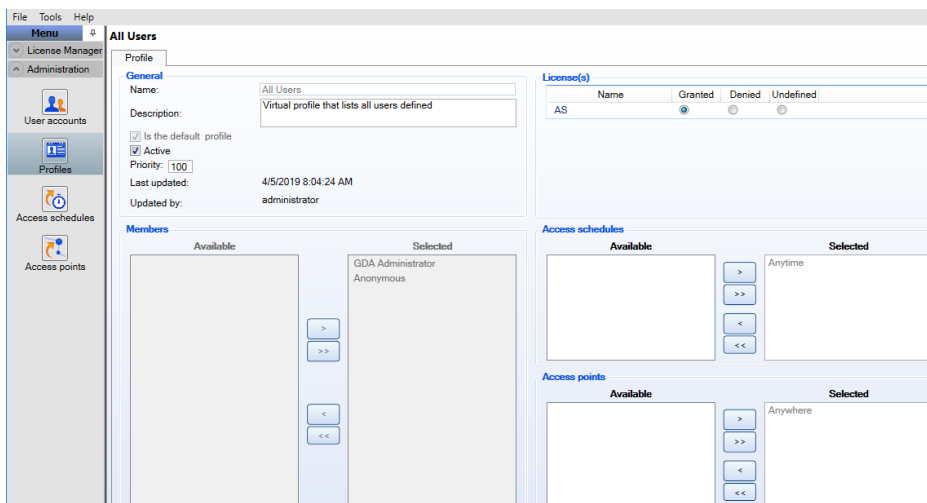 File Tools Help
Menu
License Manager
Administration
User accounts
Profiles
Access schedules
Access points
All Users
Profile
General
Name: All Users
Description: Virtual profile that lists all users defined
Is the default profile
Active
Priority: 100
Last updated: 4/5/2019 8:04:24 AM
Updated by: administrator
License(s)
Name Granted Denied Undefined
AS
Members
Available Selected
GDA Administrator
Anonymous
>
>>
<
<<
Access schedules
Available Selected
Anytime
>
>>
<
<<
Access points
Available Selected
Anywhere
>
>>
<
<<